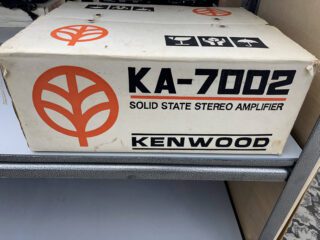 KA-7002
SOLID STATE STEREO AMPLIFIER
KENWOOD